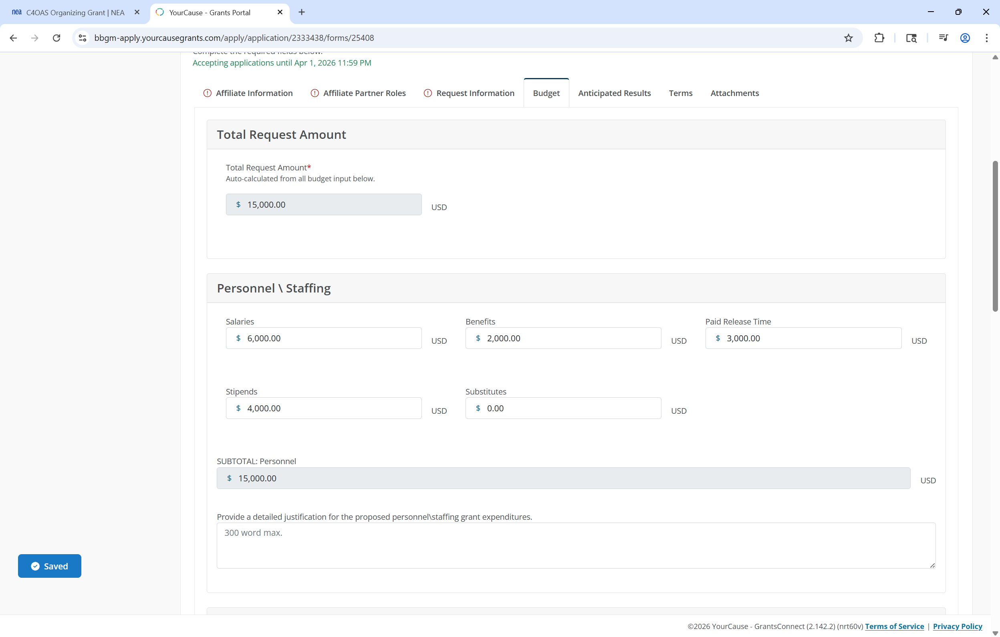 nea C4OAS Organizing Grant | NEA
YourCause - Grants Portal
bbgm-apply.yourcausegrants.com/apply/application/2333438/forms/25408
Complete the required fields below.
Accepting applications until Apr 1, 2026 11:59 PM
Affiliate Information Affiliate Partner Roles Request Information Budget Anticipated Results Terms Attachments
Total Request Amount
Total Request Amount*
Auto-calculated from all budget input below.
$ 15,000.00 USD
Personnel \ Staffing
Salaries Benefits Paid Release Time
$ 6,000.00 USD $ 2,000.00 USD $ 3,000.00 USD
Stipends Substitutes
$ 4,000.00 USD $ 0.00 USD
SUBTOTAL: Personnel
$ 15,000.00 USD
Provide a detailed justification for the proposed personnel\staffing grant expenditures.
300 word max.
Saved
©2026 YourCause - GrantsConnect (2.142.2) (nrt60v) Terms of Service | Privacy Policy